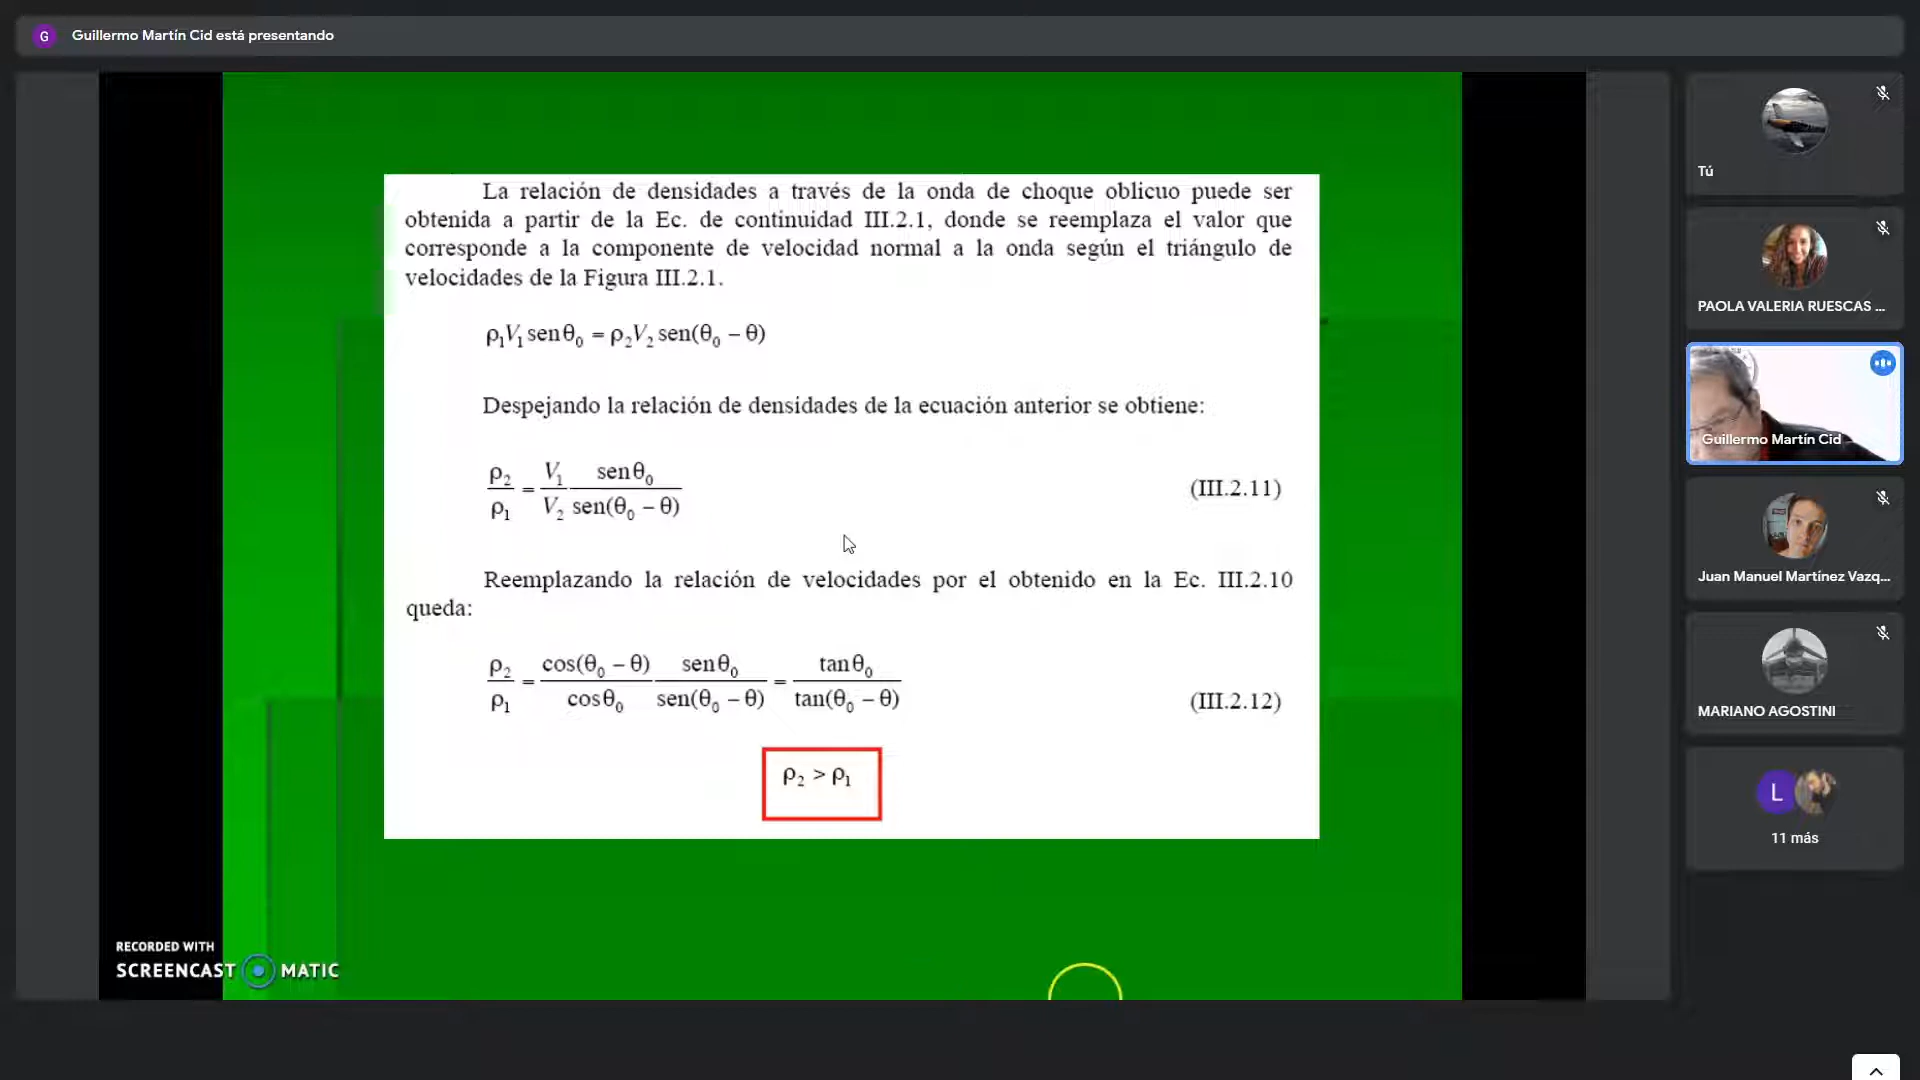 G Guillermo Martín Cid está presentando
La relación de densidades a través de la onda de choque oblicuo puede ser
obtenida a partir de la Ec. de continuidad III.2.1, donde se reemplaza el valor que
corresponde a la componente de velocidad normal a la onda según el triángulo de
velocidades de la Figura III.2.1.
ρ₁V₁ senθ₀ = ρ₂V₂ sen(θ₀ − θ)
Despejando la relación de densidades de la ecuación anterior se obtiene:
ρ₂/ρ₁ = V₁/V₂ senθ₀/sen(θ₀ − θ) (III.2.11)
Reemplazando la relación de velocidades por el obtenido en la Ec. III.2.10
queda:
ρ₂/ρ₁ = cos(θ₀ − θ)/cosθ₀ senθ₀/sen(θ₀ − θ) = tanθ₀/tan(θ₀ − θ) (III.2.12)
ρ₂ > ρ₁
RECORDED WITH
SCREENCAST MATIC
Tú
PAOLA VALERIA RUESCAS ...
Guillermo Martín Cid
Juan Manuel Martínez Vazq...
MARIANO AGOSTINI
L
11 más